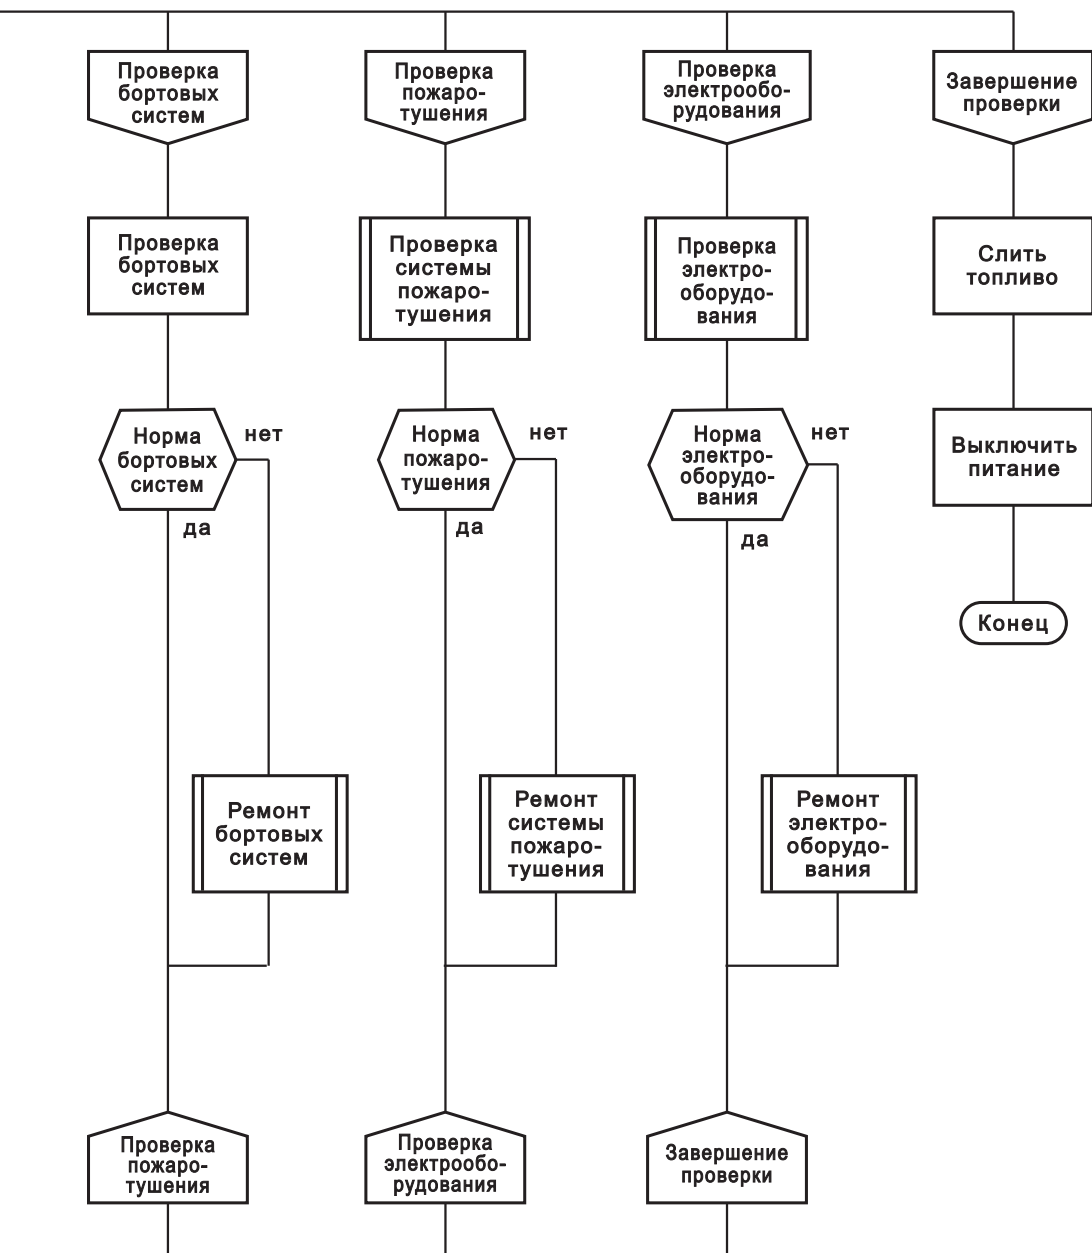 Проверка
бортовых
систем
Проверка
бортовых
систем
Норма
бортовых
систем
нет
да
Ремонт
бортовых
систем
Проверка
пожаро-
тушения
Проверка
пожаро-
тушения
Проверка
системы
пожаро-
тушения
Норма
пожаро-
тушения
нет
да
Ремонт
системы
пожаро-
тушения
Проверка
электрообо-
рудования
Проверка
электрообо-
рудования
Проверка
электро-
оборудо-
вания
Норма
электро-
оборудо-
вания
нет
да
Ремонт
электро-
оборудо-
вания
Завершение
проверки
Завершение
проверки
Слить
топливо
Выключить
питание
Конец